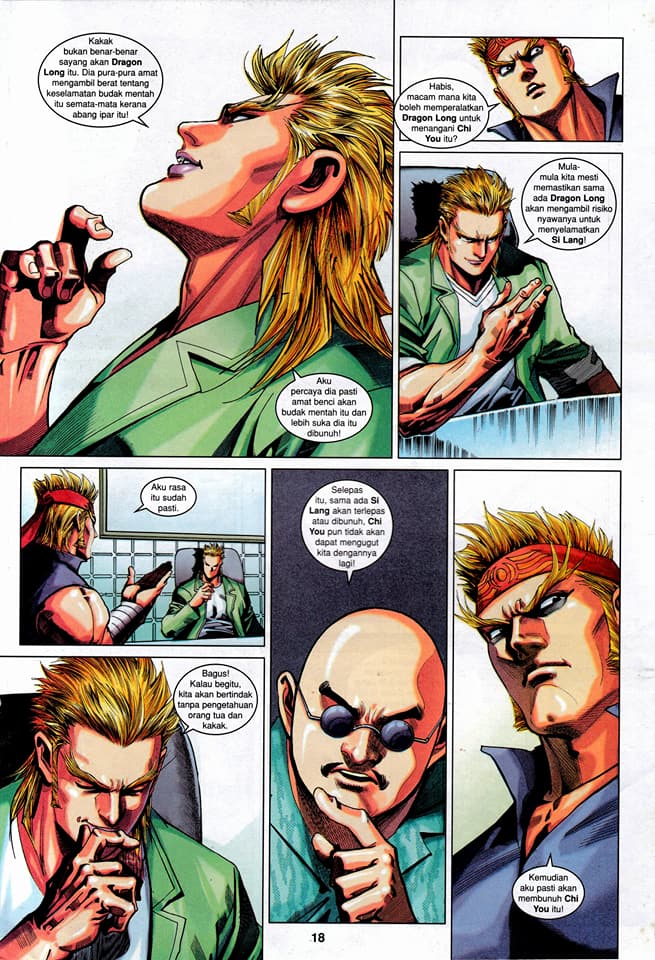 Kakak
bukan benar-benar
sayang akan Dragon
Long itu. Dia pura-pura amat
mengambil berat tentang
keselamatan budak mentah
itu semata-mata kerana
abang ipar itu!
Aku
percaya dia pasti
amat benci akan
budak mentah itu dan
lebih suka dia itu
dibunuh!
Habis,
macam mana kita
boleh memperalatkan
Dragon Long untuk
menangani Chi
You itu?
Mula-
mula kita mesti
memastikan sama
ada Dragon Long
akan mengambil risiko
nyawanya untuk
menyelamatkan
Si Lang!
Aku rasa
itu sudah
pasti.
Bagus!
Kalau begitu,
kita akan bertindak
tanpa pengetahuan
orang tua dan
kakak.
Selepas
itu, sama ada Si
Lang akan terlepas
atau dibunuh, Chi
You pun tidak akan
dapat mengugut
kita dengannya
lagi!
Kemudian
aku pasti akan
membunuh Chi
You itu!
18